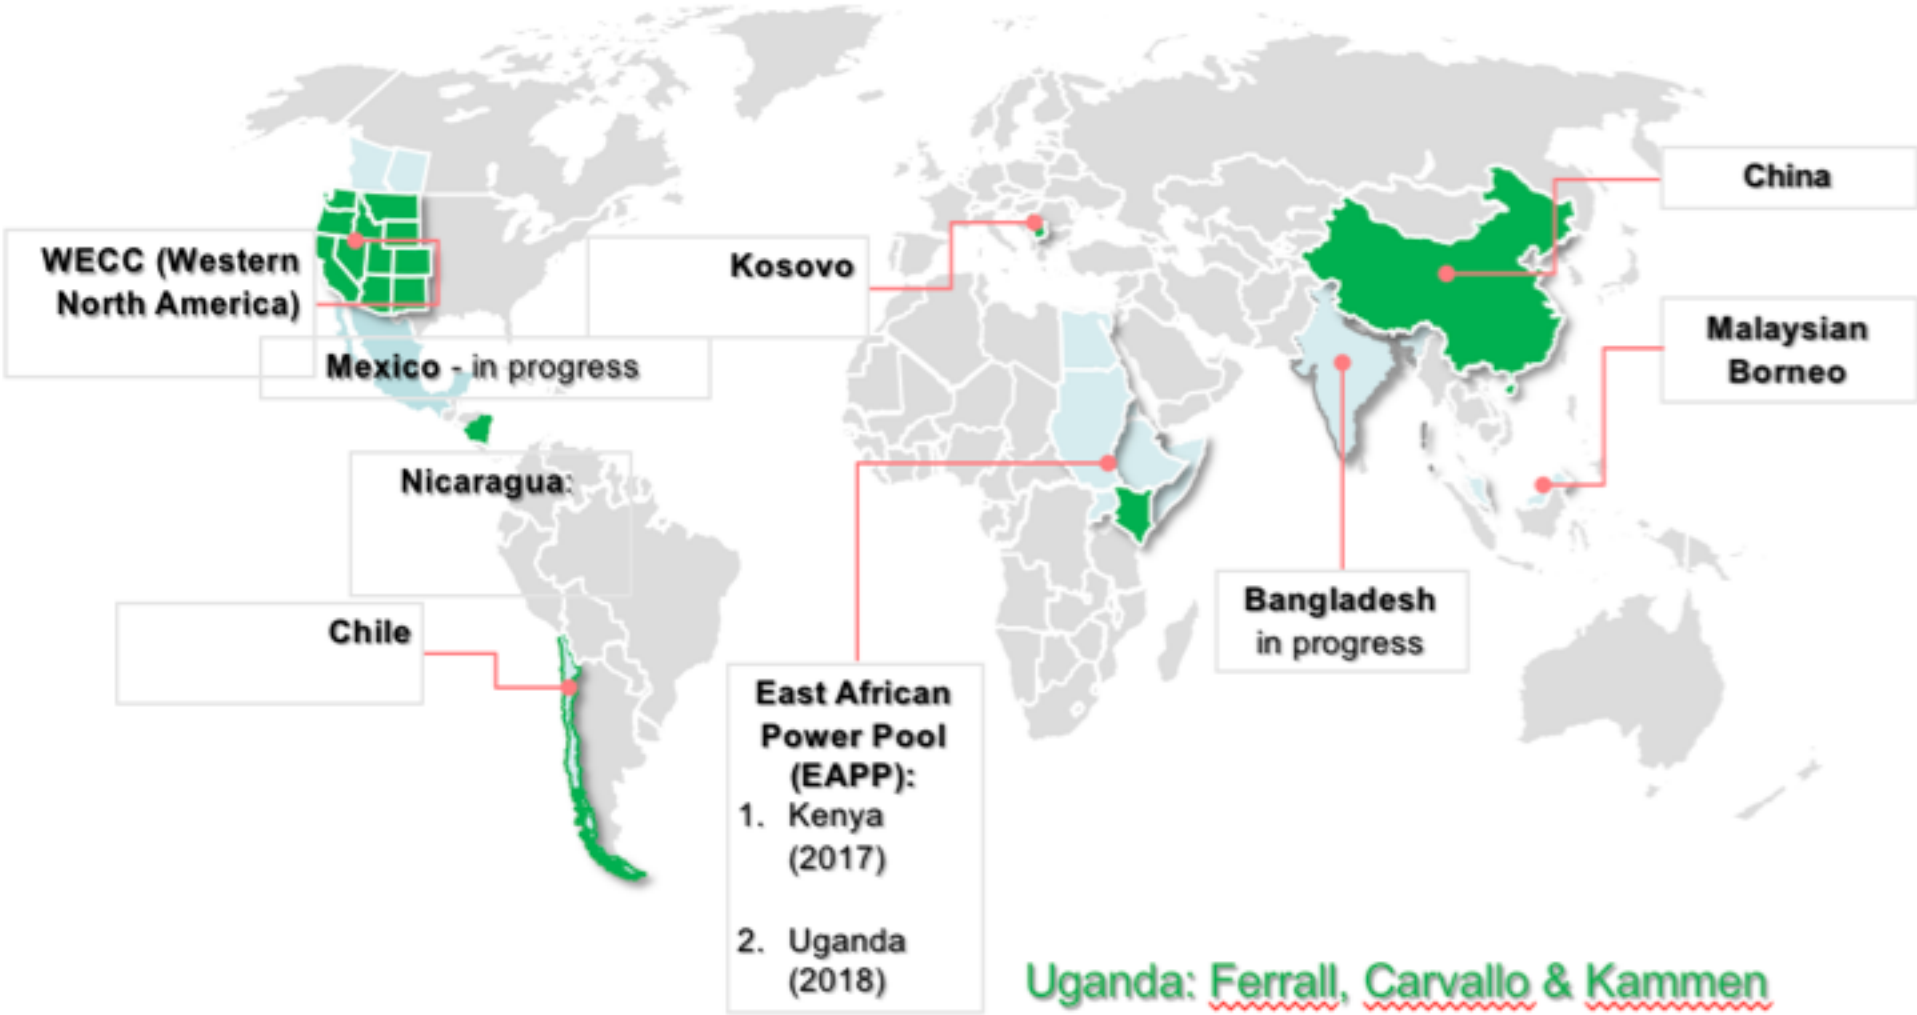 China
WECC (Western
North America)
Kosovo
Malaysian
Borneo
Mexico - in progress
Nicaragua:
Bangladesh
in progress
Chile
East African
Power Pool
(EAPP):
1. Kenya
(2017)
2. Uganda
(2018)
Uganda: Ferrall, Carvallo & Kammen